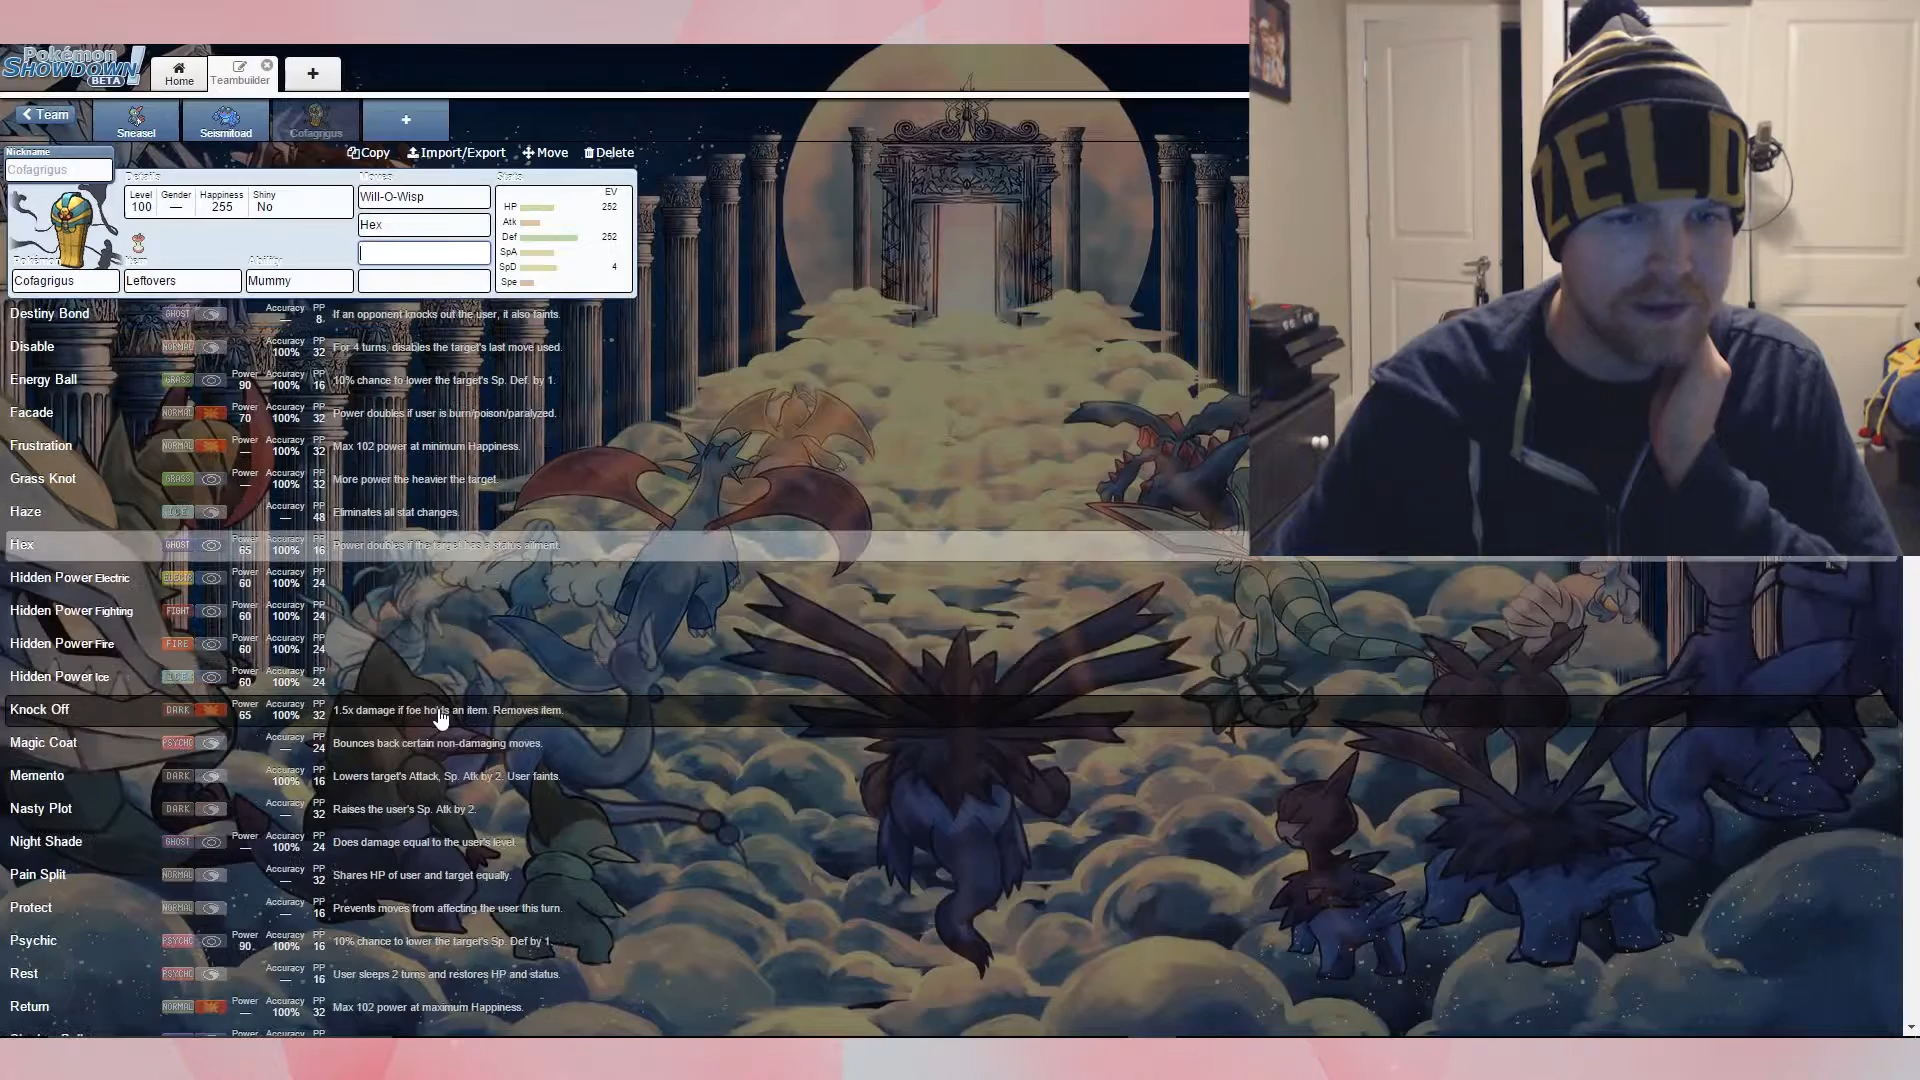 Pokémon
SHOWDOWN!
BETA
Home
Teambuilder
+
Team
Sneasel
Seismitoad
Cofagrigus
+
Nickname
Cofagrigus
Copy
Import/Export
Move
Delete
Details
Level
100
Gender
—
Happiness
255
Shiny
No
Item
Ability
Cofagrigus
Leftovers
Mummy
Moves
Will-O-Wisp
Hex
Stats
EV
HP 252
Atk
Def 252
SpA
SpD 4
Spe
Destiny Bond GHOST Accuracy — PP 8 If an opponent knocks out the user, it also faints.
Disable NORMAL Accuracy 100% PP 32 For 4 turns, disables the target's last move used.
Energy Ball GRASS Power 90 Accuracy 100% PP 16 10% chance to lower the target's Sp. Def. by 1.
Facade NORMAL Power 70 Accuracy 100% PP 32 Power doubles if user is burn/poison/paralyzed.
Frustration NORMAL Power — Accuracy 100% PP 32 Max 102 power at minimum Happiness.
Grass Knot GRASS Power — Accuracy 100% PP 32 More power the heavier the target.
Haze ICE Accuracy — PP 48 Eliminates all stat changes.
Hex GHOST Power 65 Accuracy 100% PP 16 Power doubles if the target has a status ailment.
Hidden Power Electric ELECTR Power 60 Accuracy 100% PP 24
Hidden Power Fighting FIGHT Power 60 Accuracy 100% PP 24
Hidden Power Fire FIRE Power 60 Accuracy 100% PP 24
Hidden Power Ice ICE Power 60 Accuracy 100% PP 24
Knock Off DARK Power 65 Accuracy 100% PP 32 1.5x damage if foe holds an item. Removes item.
Magic Coat PSYCHC Accuracy — PP 24 Bounces back certain non-damaging moves.
Memento DARK Accuracy 100% PP 16 Lowers target's Attack, Sp. Atk by 2. User faints.
Nasty Plot DARK Accuracy — PP 32 Raises the user's Sp. Atk by 2.
Night Shade GHOST Power — Accuracy 100% PP 24 Does damage equal to the user's level.
Pain Split NORMAL Accuracy — PP 32 Shares HP of user and target equally.
Protect NORMAL Accuracy — PP 16 Prevents moves from affecting the user this turn.
Psychic PSYCHC Power 90 Accuracy 100% PP 16 10% chance to lower the target's Sp. Def by 1.
Rest PSYCHC Accuracy — PP 16 User sleeps 2 turns and restores HP and status.
Return NORMAL Power — Accuracy 100% PP 32 Max 102 power at maximum Happiness.
Power Accuracy PP
ZELD